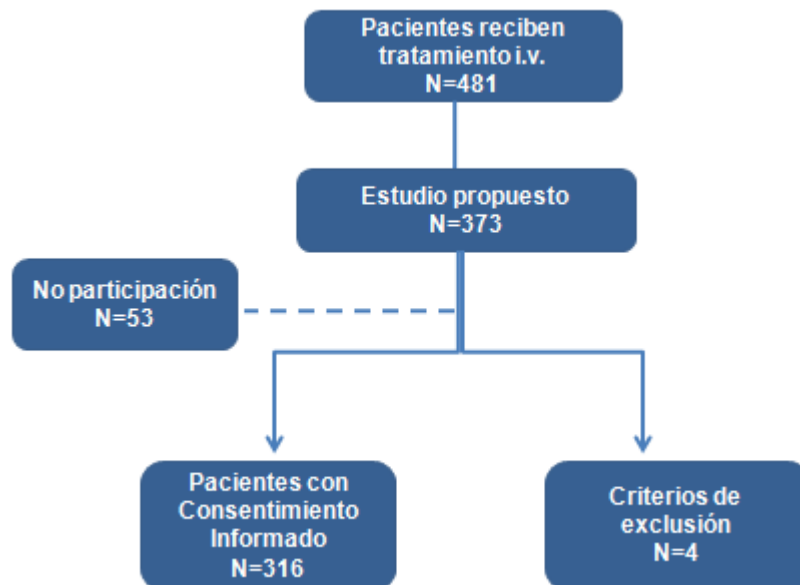 Pacientes reciben
tratamiento i.v.
N=481
Estudio propuesto
N=373
No participación
N=53
Pacientes con
Consentimiento
Informado
N=316
Criterios de
exclusión
N=4